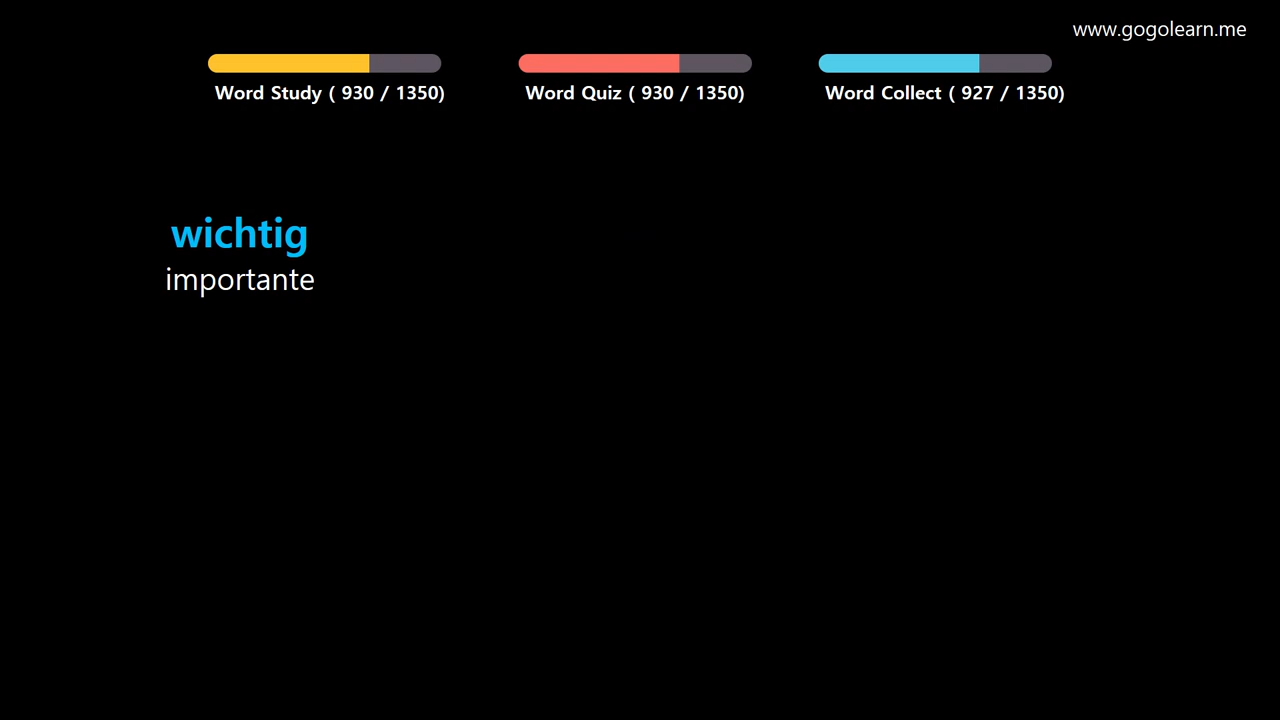 www.gogolearn.me
Word Study ( 930 / 1350)
Word Quiz ( 930 / 1350)
Word Collect ( 927 / 1350)
wichtig
importante